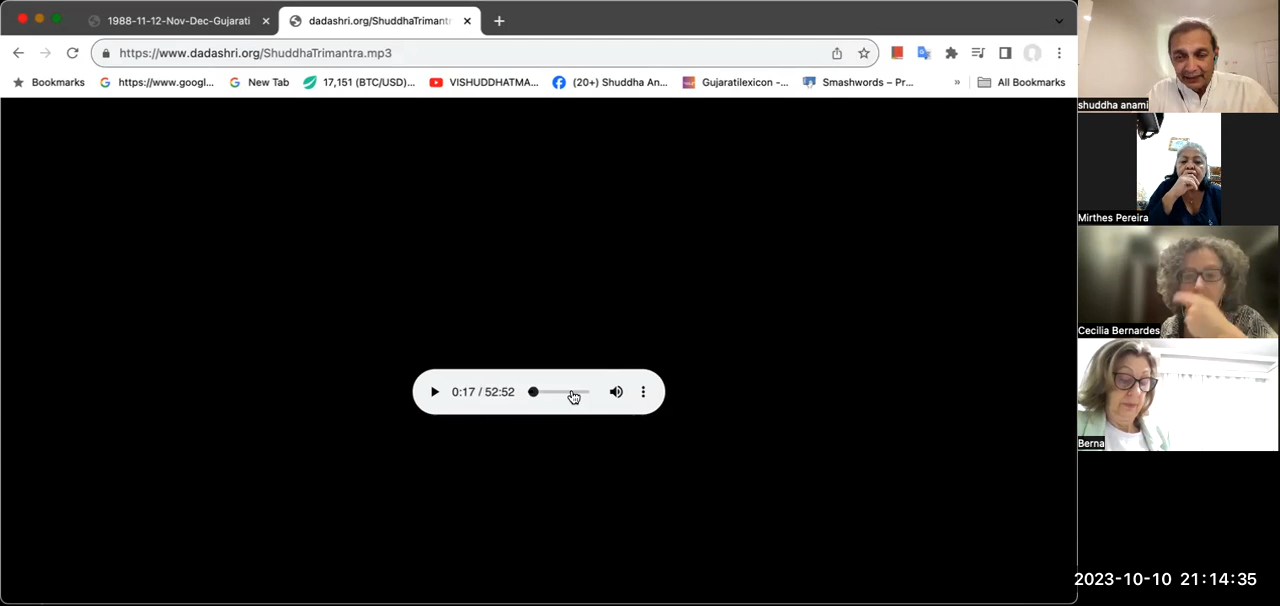 1988-11-12-Nov-Dec-Gujarati
dadashri.org/ShuddhaTrimantr
https://www.dadashri.org/ShuddhaTrimantra.mp3
Bookmarks
https://www.googl...
New Tab
17,151 (BTC/USD)...
VISHUDDHATMA...
(20+) Shuddha An...
Gujaratilexicon -...
Smashwords – Pr...
»
All Bookmarks
shuddha anami
Mirthes Pereira
Cecilia Bernardes
0:17 / 52:52
Berna
2023-10-10 21:14:35